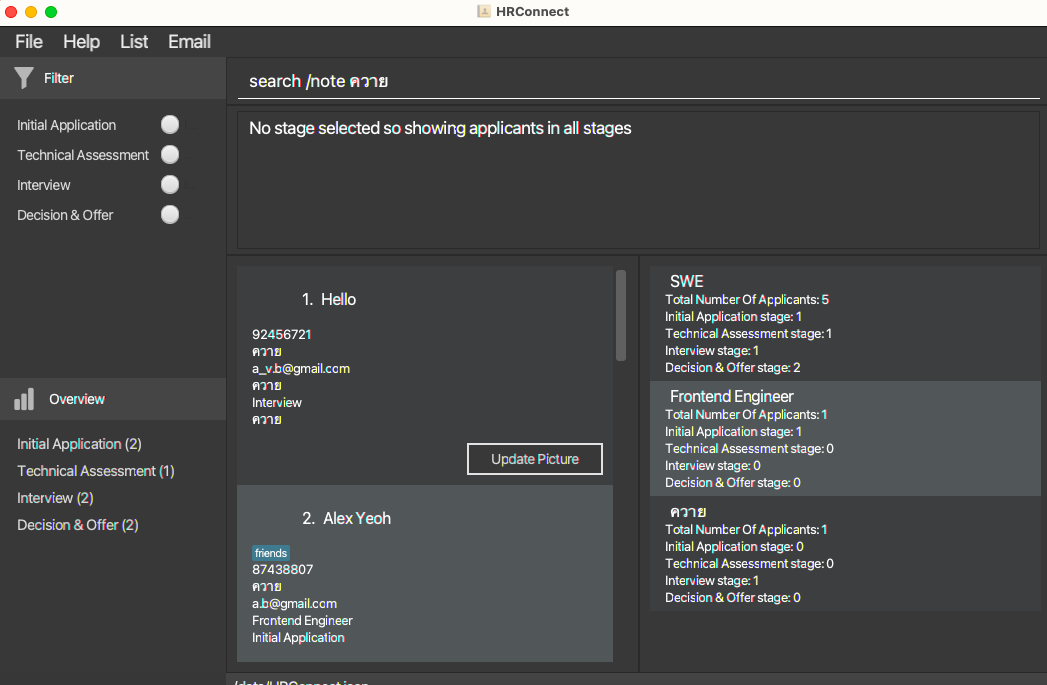 HRConnect
File Help List Email
Filter
Initial Application
Technical Assessment
Interview
Decision & Offer
Overview
Initial Application (2)
Technical Assessment (1)
Interview (2)
Decision & Offer (2)
search /note ควาย
No stage selected so showing applicants in all stages
1. Hello
92456721
ควาย
a_v.b@gmail.com
ควาย
Interview
ควาย
Update Picture
2. Alex Yeoh
friends
87438807
ควาย
a.b@gmail.com
Frontend Engineer
Initial Application
SWE
Total Number Of Applicants: 5
Initial Application stage: 1
Technical Assessment stage: 1
Interview stage: 1
Decision & Offer stage: 2
Frontend Engineer
Total Number Of Applicants: 1
Initial Application stage: 1
Technical Assessment stage: 0
Interview stage: 0
Decision & Offer stage: 0
ควาย
Total Number Of Applicants: 1
Initial Application stage: 0
Technical Assessment stage: 0
Interview stage: 1
Decision & Offer stage: 0